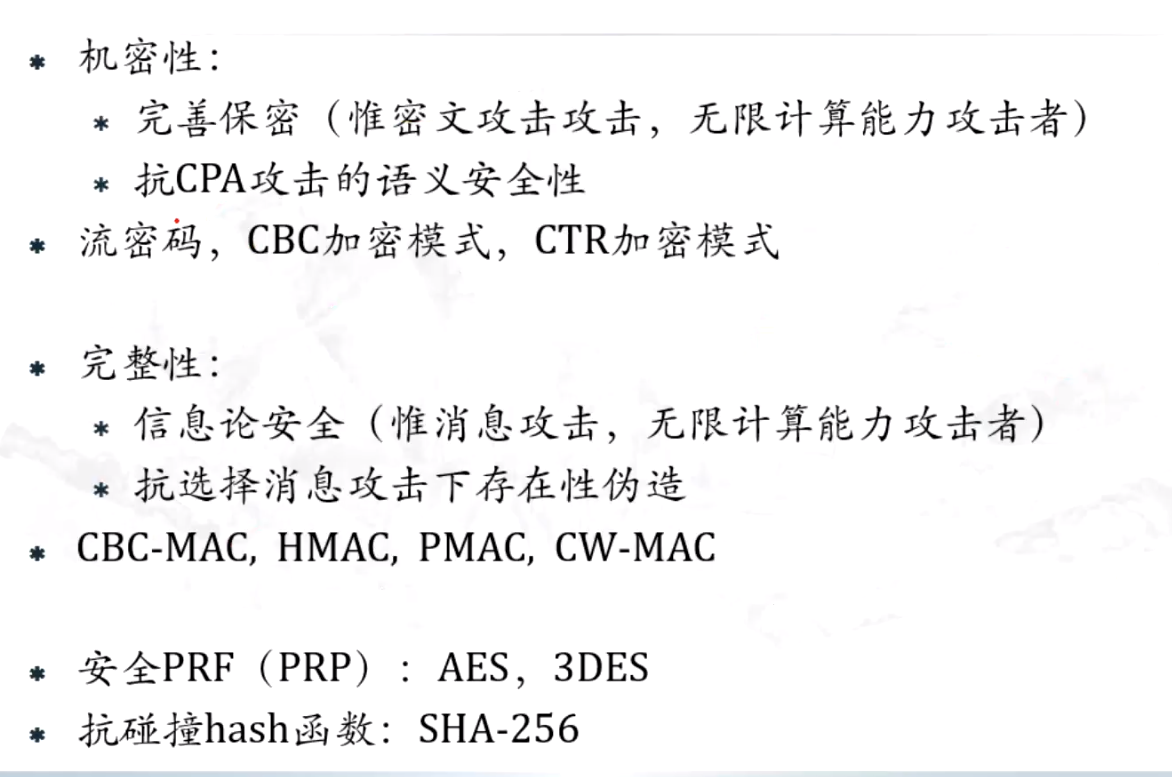 * 机密性：
* 完善保密（惟密文攻击攻击，无限计算能力攻击者）
* 抗CPA攻击的语义安全性
* 流密码，CBC加密模式，CTR加密模式
* 完整性：
* 信息论安全（惟消息攻击，无限计算能力攻击者）
* 抗选择消息攻击下存在性伪造
* CBC-MAC, HMAC, PMAC, CW-MAC
* 安全PRF（PRP）：AES，3DES
* 抗碰撞hash函数：SHA-256